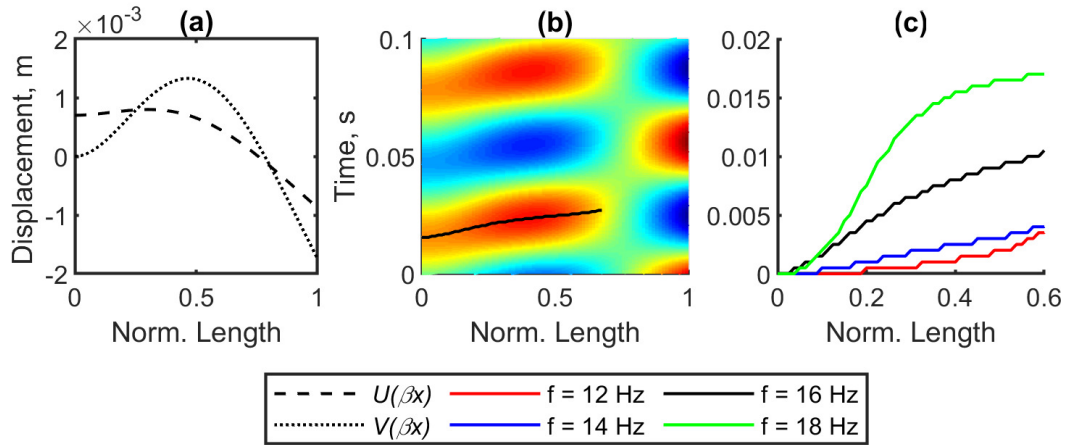 (a)
(b)
(c)
×10⁻³
2
1
0
-1
-2
Displacement, m
0
0.5
1
Norm. Length
0.1
0.05
0
Time, s
0
0.5
1
Norm. Length
0.02
0.015
0.01
0.005
0
0
0.2
0.4
0.6
Norm. Length
U(βx)
f = 12 Hz
f = 16 Hz
V(βx)
f = 14 Hz
f = 18 Hz